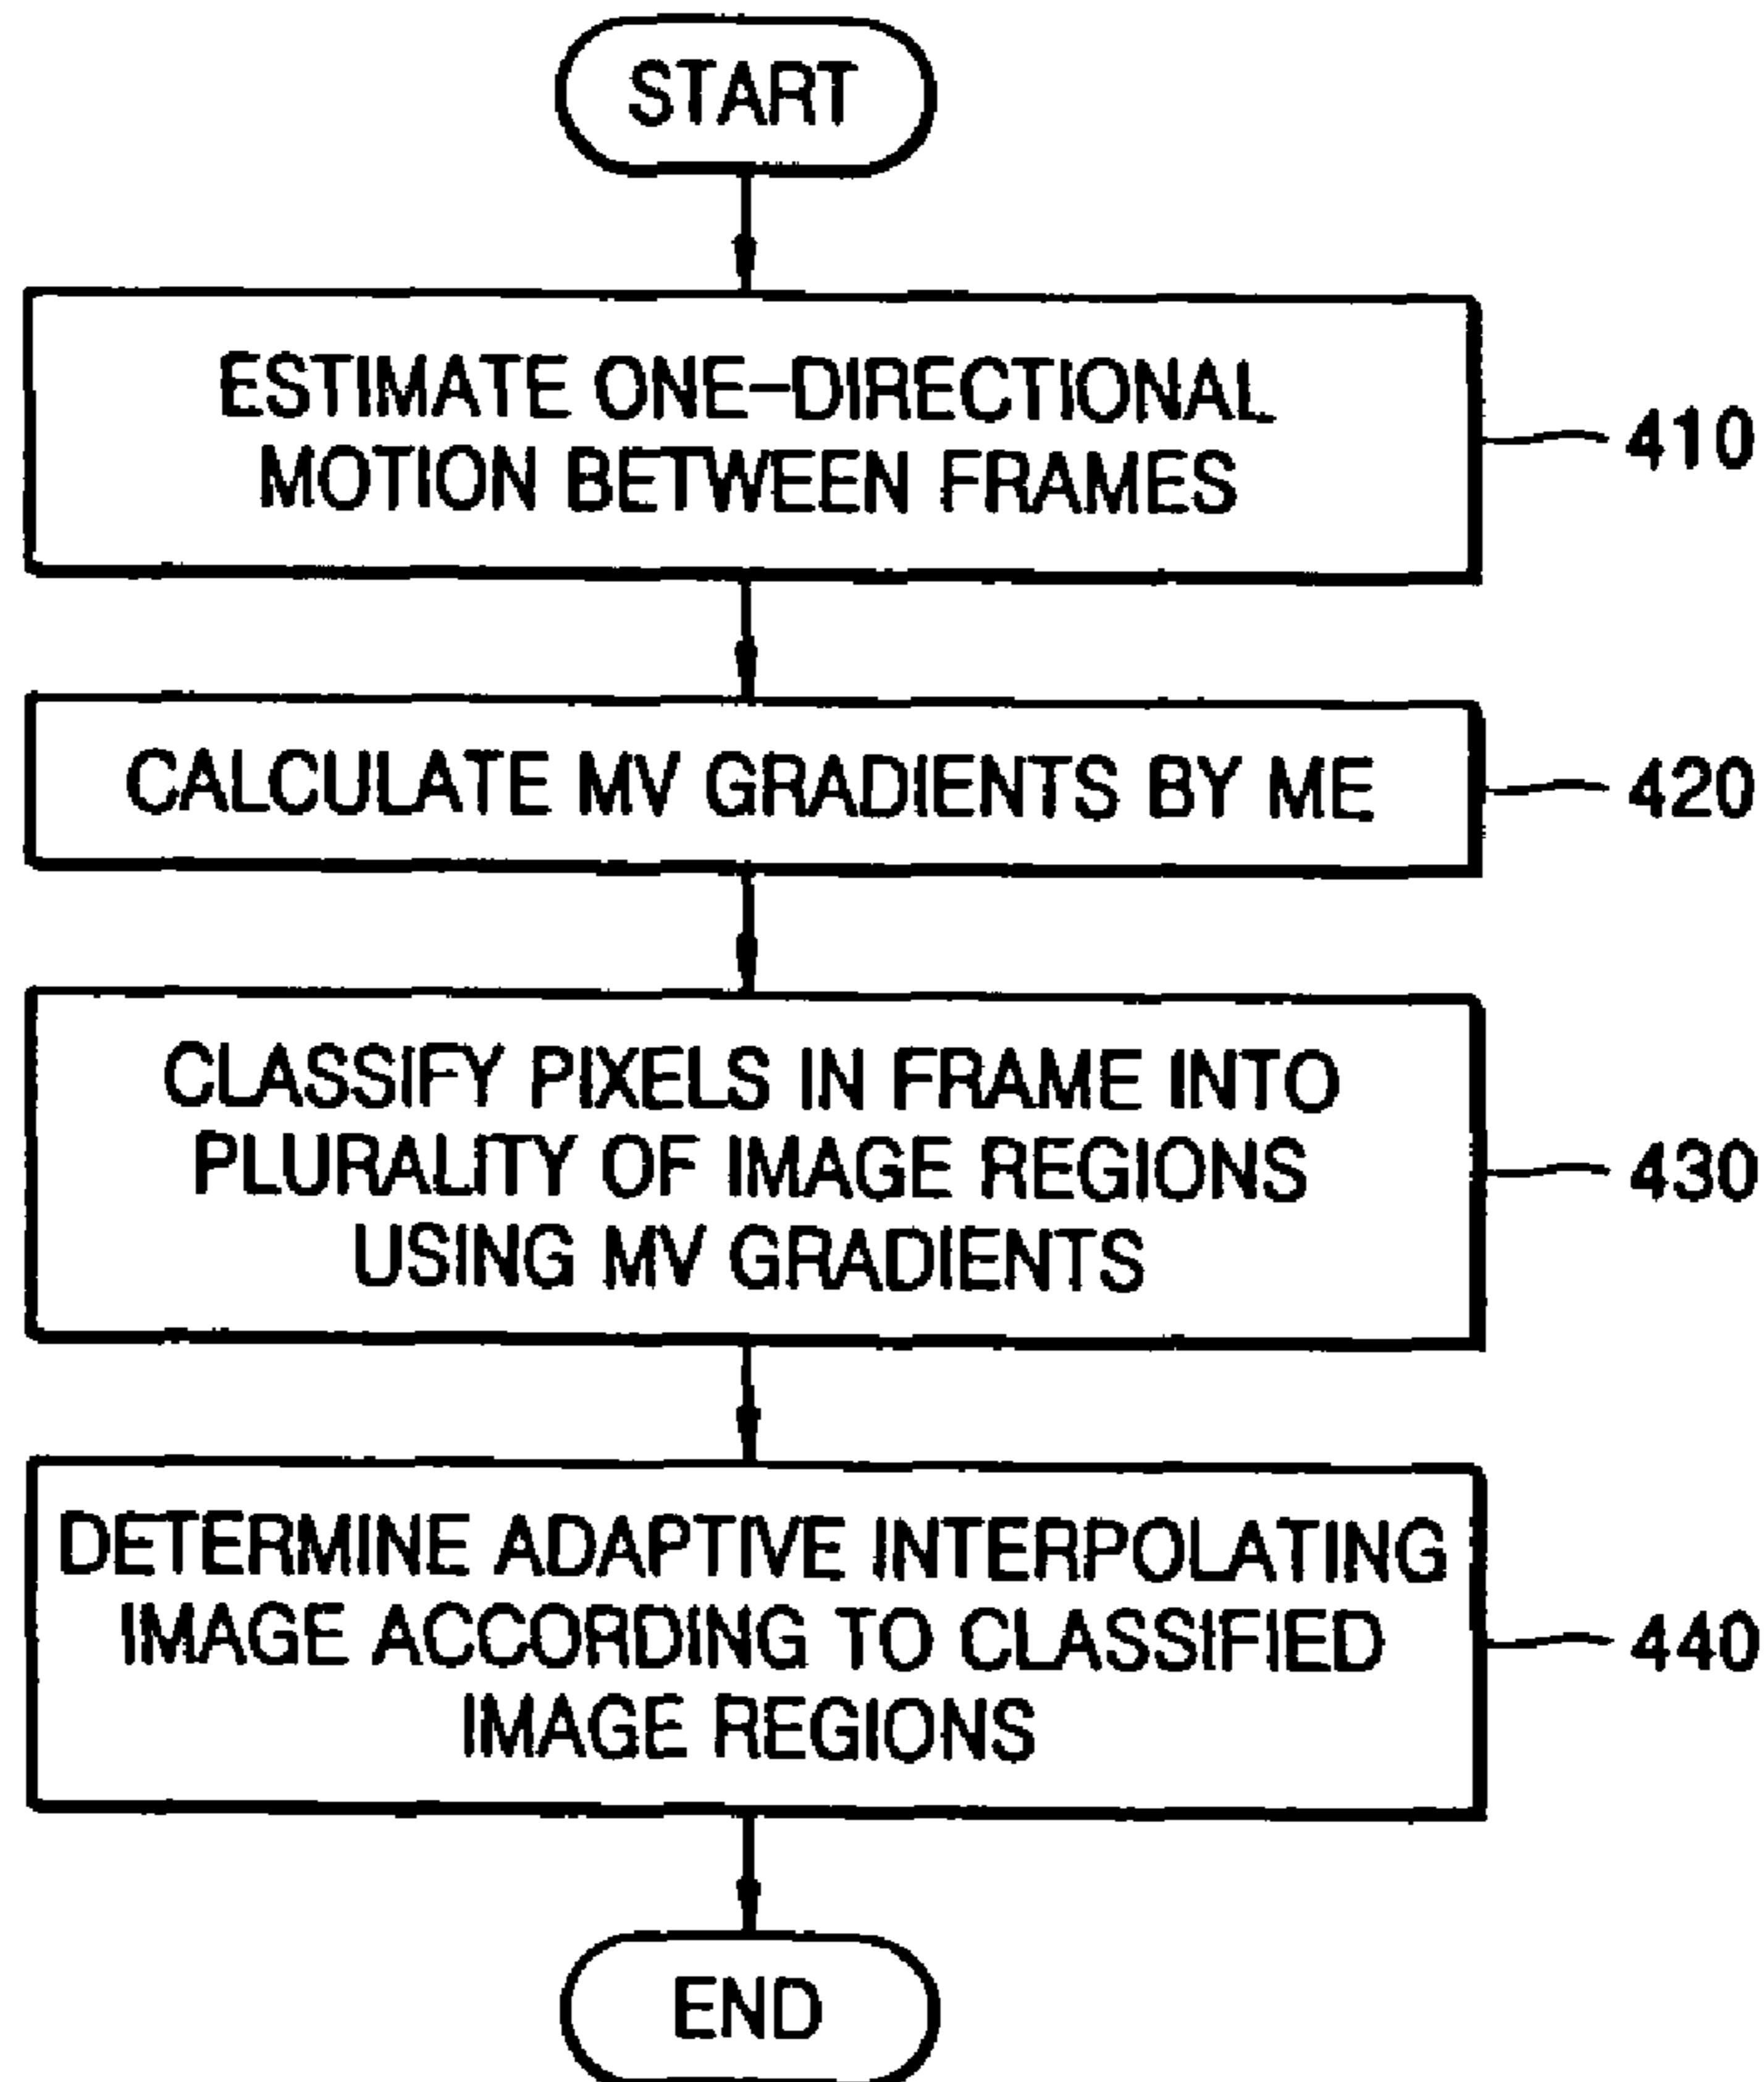 START
ESTIMATE ONE-DIRECTIONAL
MOTION BETWEEN FRAMES
410
CALCULATE MV GRADIENTS BY ME
420
CLASSIFY PIXELS IN FRAME INTO
PLURALITY OF IMAGE REGIONS
USING MV GRADIENTS
430
DETERMINE ADAPTIVE INTERPOLATING
IMAGE ACCORDING TO CLASSIFIED
IMAGE REGIONS
440
END